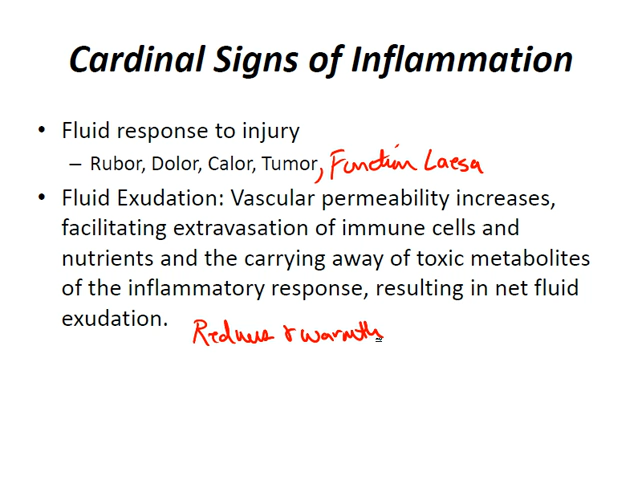 Cardinal Signs of Inflammation
• Fluid response to injury
– Rubor, Dolor, Calor, Tumor, Function Laesa
• Fluid Exudation: Vascular permeability increases,
facilitating extravasation of immune cells and
nutrients and the carrying away of toxic metabolites
of the inflammatory response, resulting in net fluid
exudation.
Redness & warmth